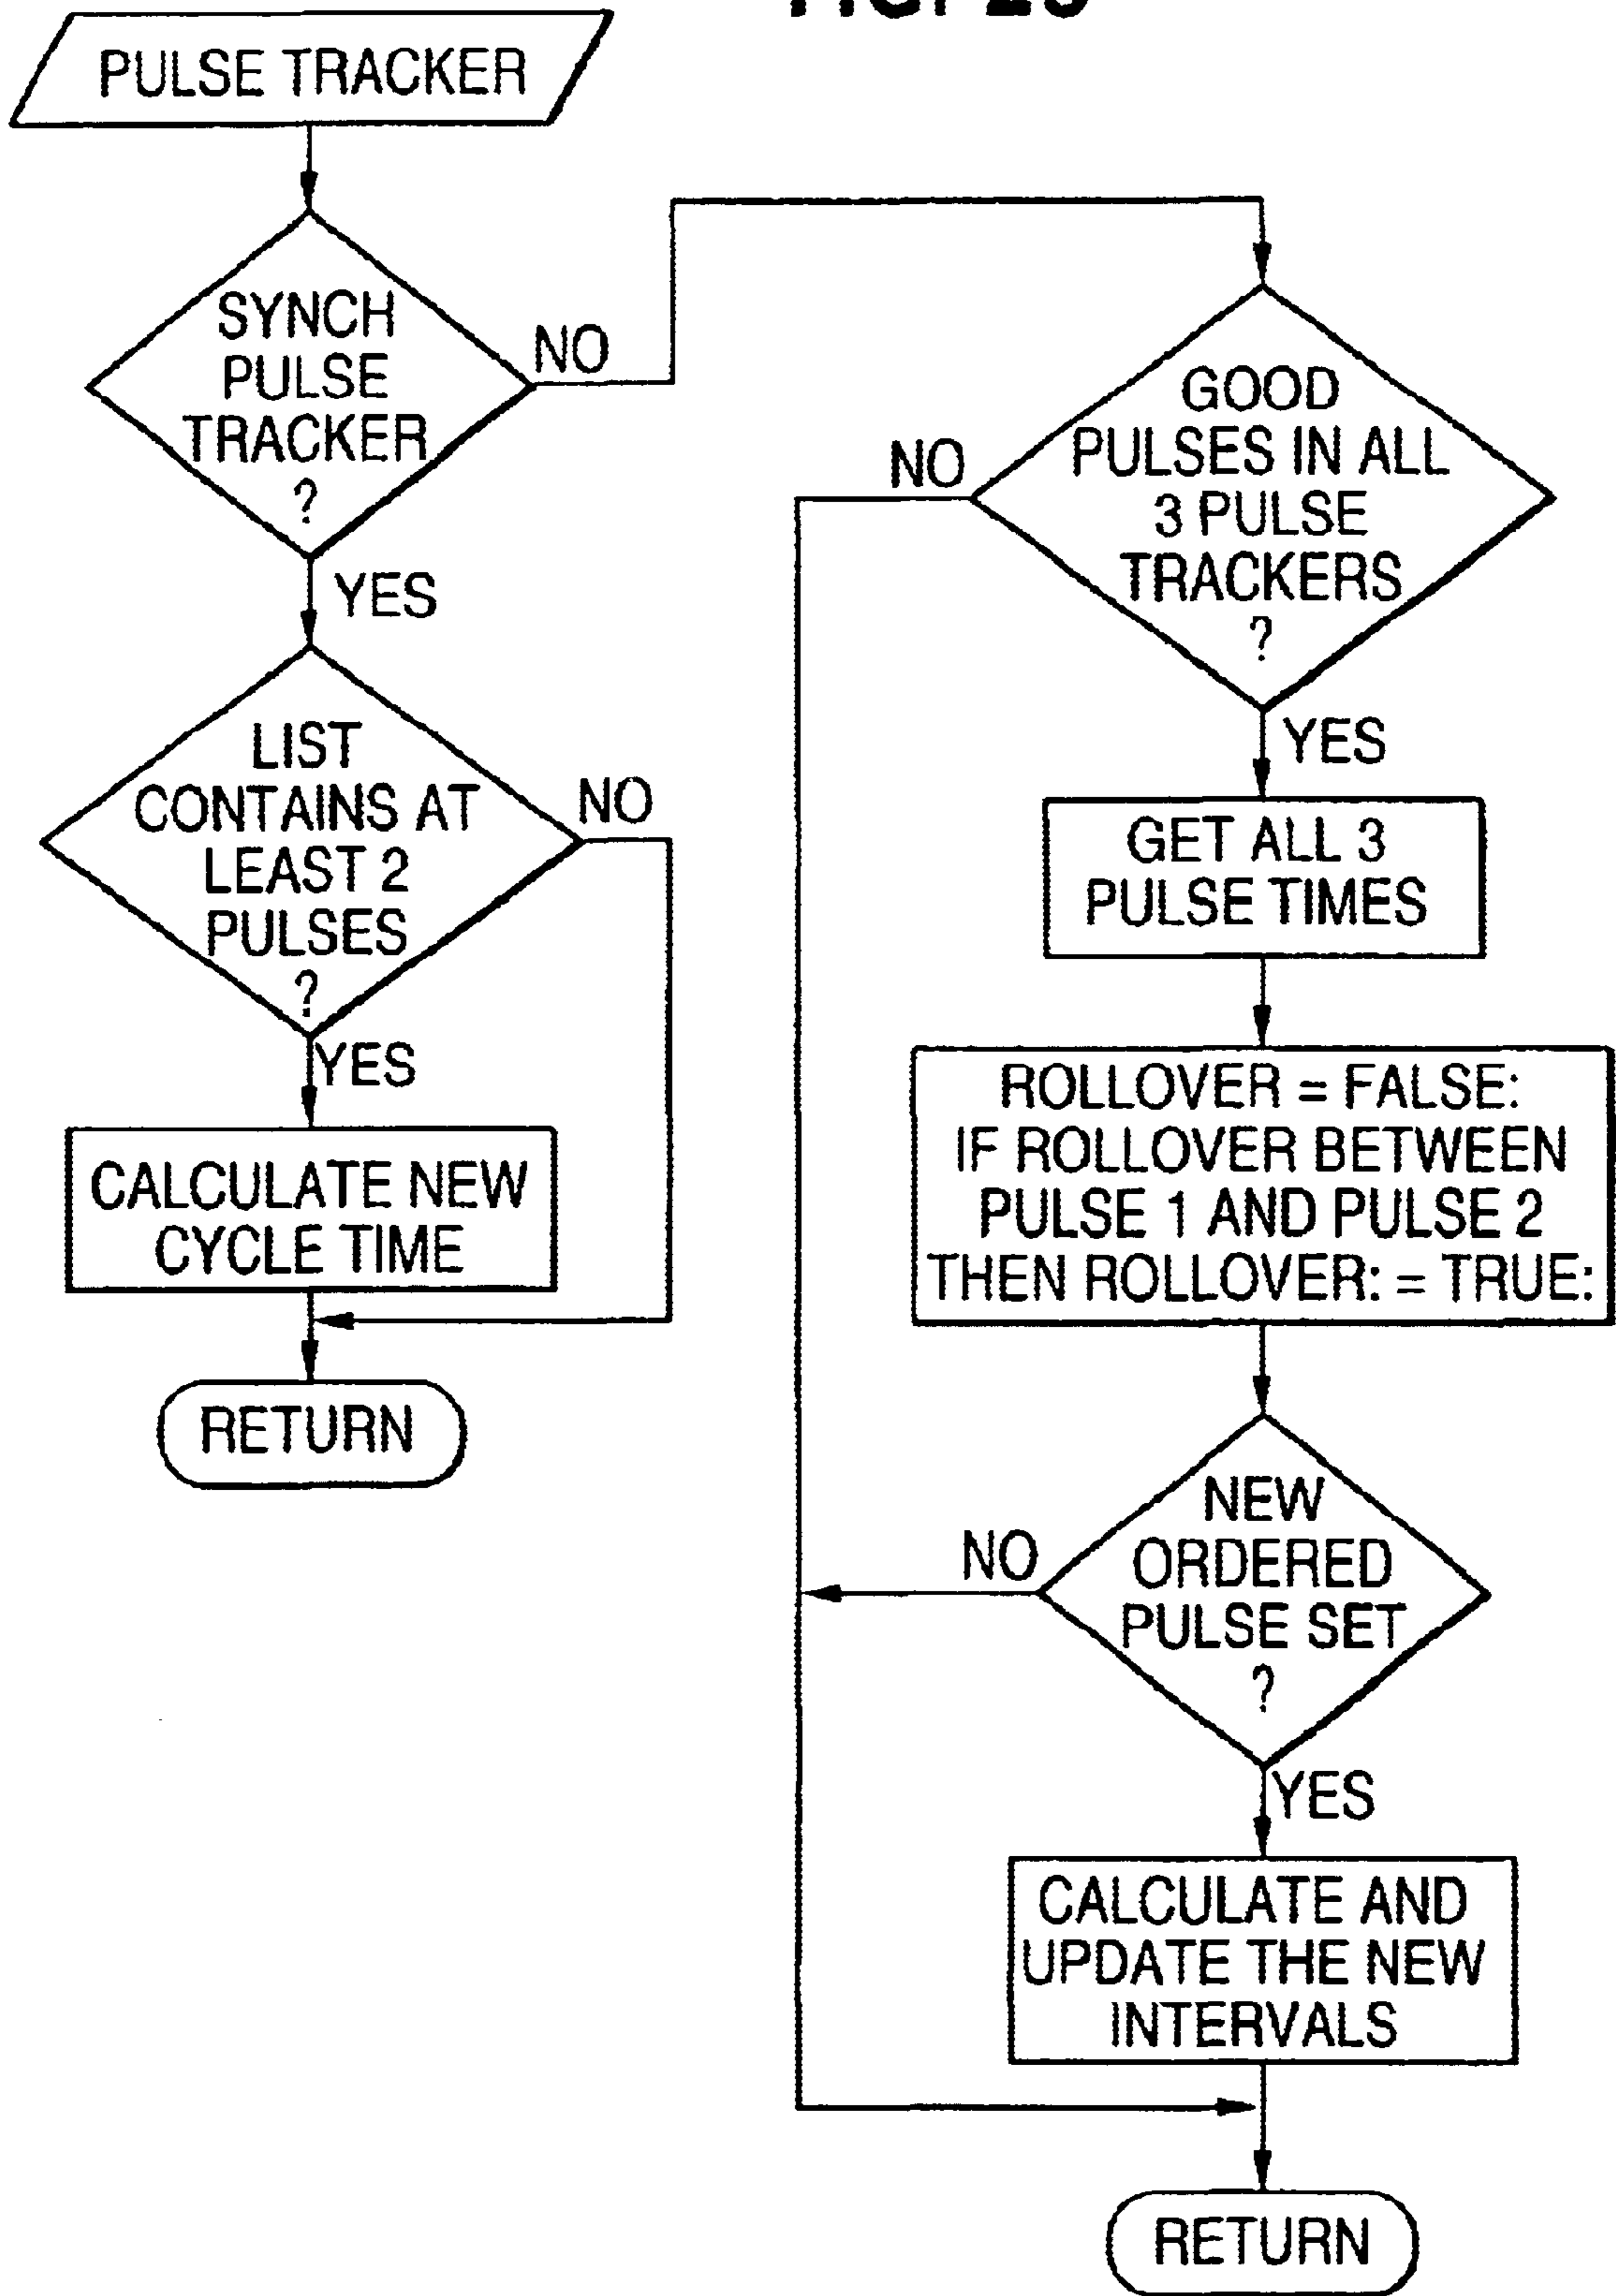 PULSE TRACKER
SYNCH
PULSE
TRACKER
?
NO
YES
LIST
CONTAINS AT
LEAST 2
PULSES
?
NO
YES
CALCULATE NEW
CYCLE TIME
RETURN
GOOD
PULSES IN ALL
3 PULSE
TRACKERS
?
NO
YES
GET ALL 3
PULSE TIMES
ROLLOVER = FALSE:
IF ROLLOVER BETWEEN
PULSE 1 AND PULSE 2
THEN ROLLOVER: = TRUE:
NEW
ORDERED
PULSE SET
?
NO
YES
CALCULATE AND
UPDATE THE NEW
INTERVALS
RETURN